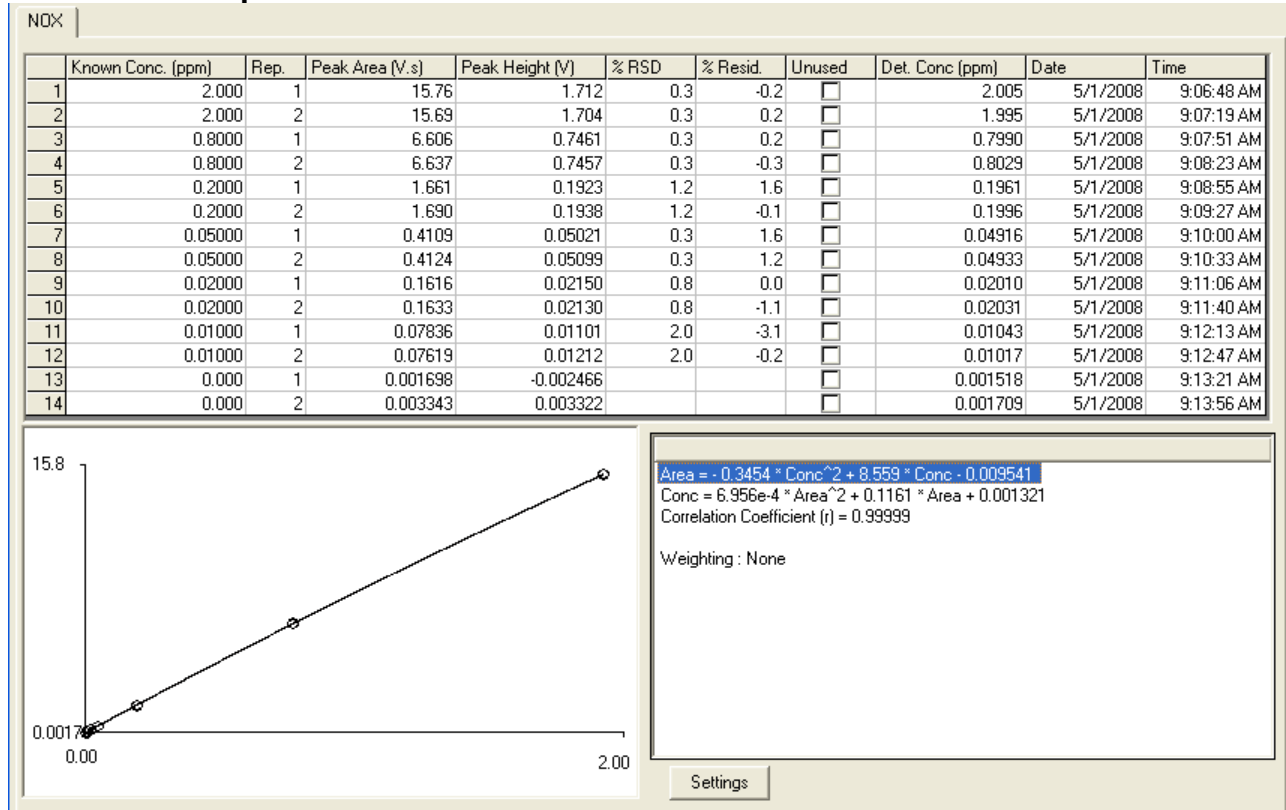 NOX
Known Conc. (ppm) Rep. Peak Area (V.s) Peak Height (V) % RSD % Resid. Unused Det. Conc (ppm) Date Time
1 2.000 1 15.76 1.712 0.3 -0.2 2.005 5/1/2008 9:06:48 AM
2 2.000 2 15.69 1.704 0.3 0.2 1.995 5/1/2008 9:07:19 AM
3 0.8000 1 6.606 0.7461 0.3 0.2 0.7990 5/1/2008 9:07:51 AM
4 0.8000 2 6.637 0.7457 0.3 -0.3 0.8029 5/1/2008 9:08:23 AM
5 0.2000 1 1.661 0.1923 1.2 1.6 0.1961 5/1/2008 9:08:55 AM
6 0.2000 2 1.690 0.1938 1.2 -0.1 0.1996 5/1/2008 9:09:27 AM
7 0.05000 1 0.4109 0.05021 0.3 1.6 0.04916 5/1/2008 9:10:00 AM
8 0.05000 2 0.4124 0.05099 0.3 1.2 0.04933 5/1/2008 9:10:33 AM
9 0.02000 1 0.1616 0.02150 0.8 0.0 0.02010 5/1/2008 9:11:06 AM
10 0.02000 2 0.1633 0.02130 0.8 -1.1 0.02031 5/1/2008 9:11:40 AM
11 0.01000 1 0.07836 0.01101 2.0 -3.1 0.01043 5/1/2008 9:12:13 AM
12 0.01000 2 0.07619 0.01212 2.0 -0.2 0.01017 5/1/2008 9:12:47 AM
13 0.000 1 0.001698 -0.002466 0.001518 5/1/2008 9:13:21 AM
14 0.000 2 0.003343 0.003322 0.001709 5/1/2008 9:13:56 AM
15.8
0.0017
0.00
2.00
Area = - 0.3454 * Conc^2 + 8.559 * Conc - 0.009541
Conc = 6.956e-4 * Area^2 + 0.1161 * Area + 0.001321
Correlation Coefficient (r) = 0.99999
Weighting : None
Settings